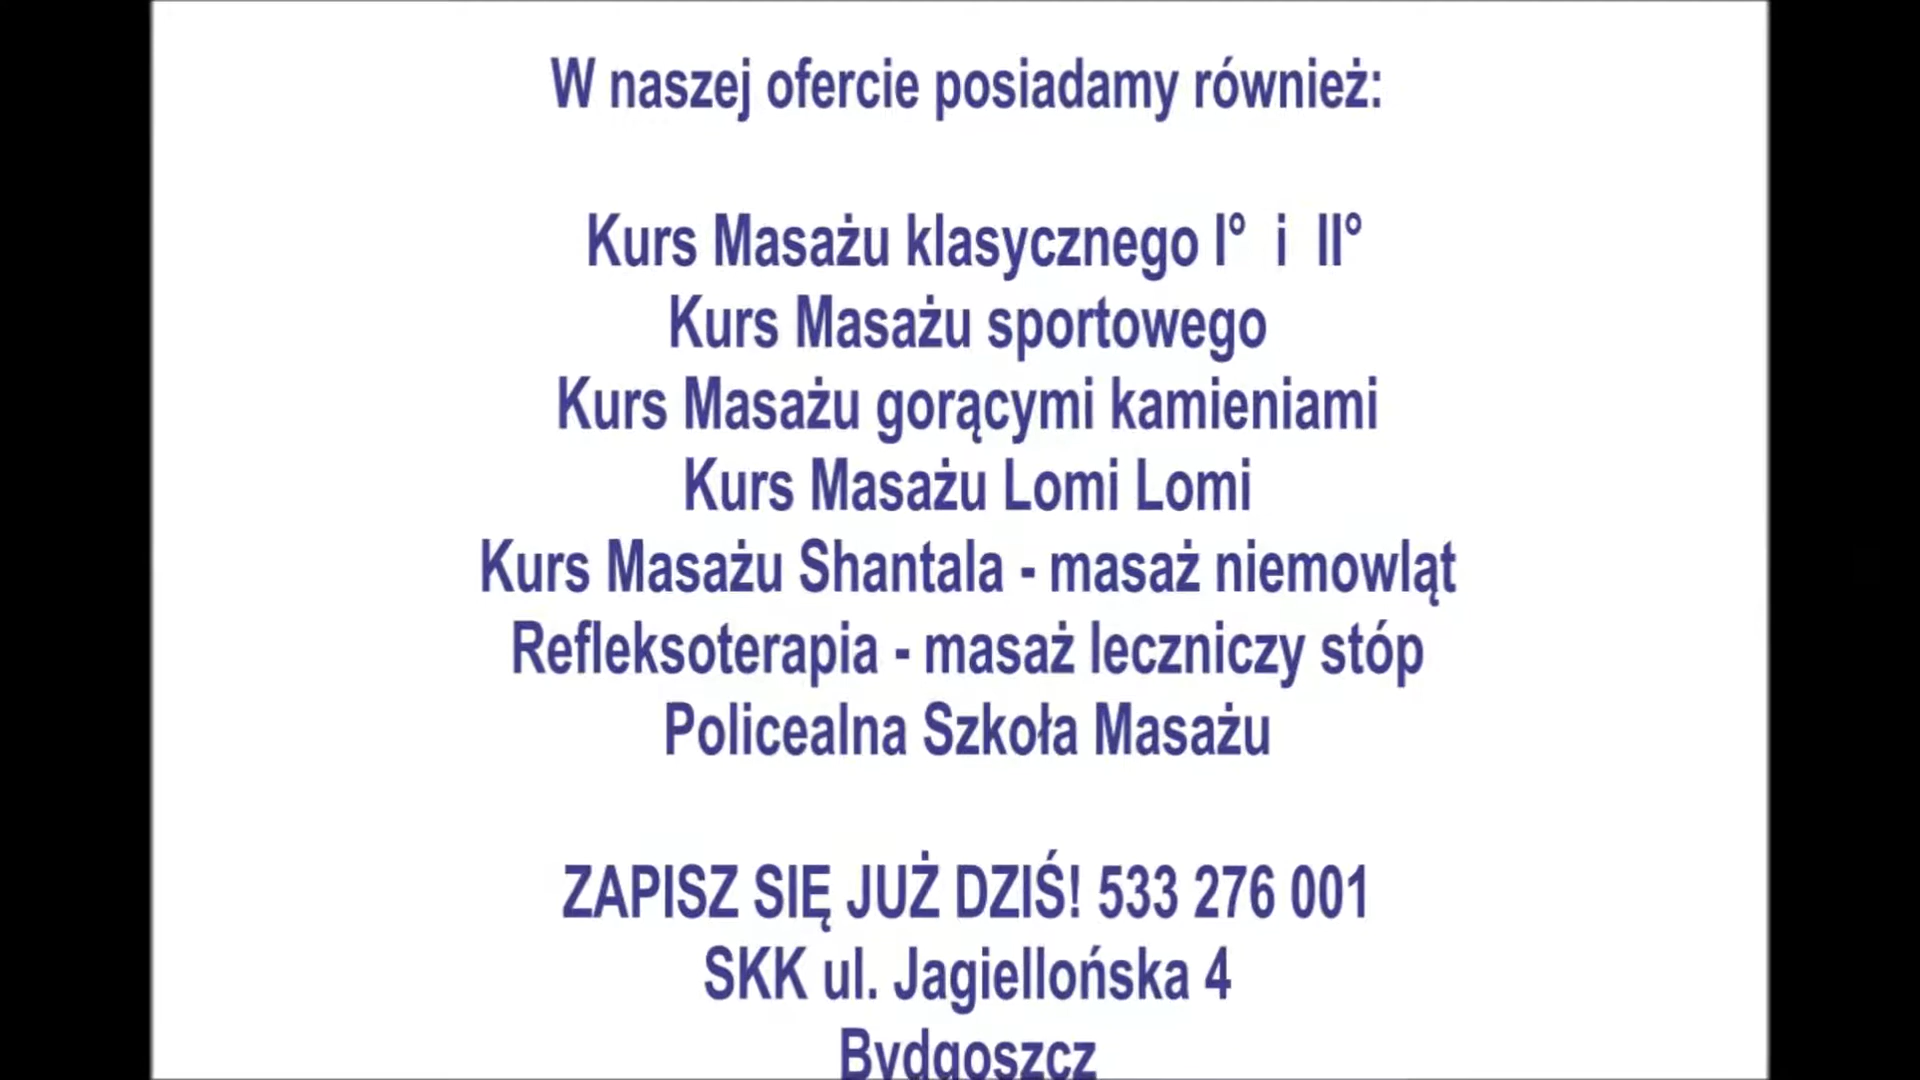 W naszej ofercie posiadamy również:
Kurs Masażu klasycznego I° i II°
Kurs Masażu sportowego
Kurs Masażu gorącymi kamieniami
Kurs Masażu Lomi Lomi
Kurs Masażu Shantala - masaż niemowląt
Refleksoterapia - masaż leczniczy stóp
Policealna Szkoła Masażu
ZAPISZ SIĘ JUŻ DZIŚ! 533 276 001
SKK ul. Jagiellońska 4
Bydgoszcz